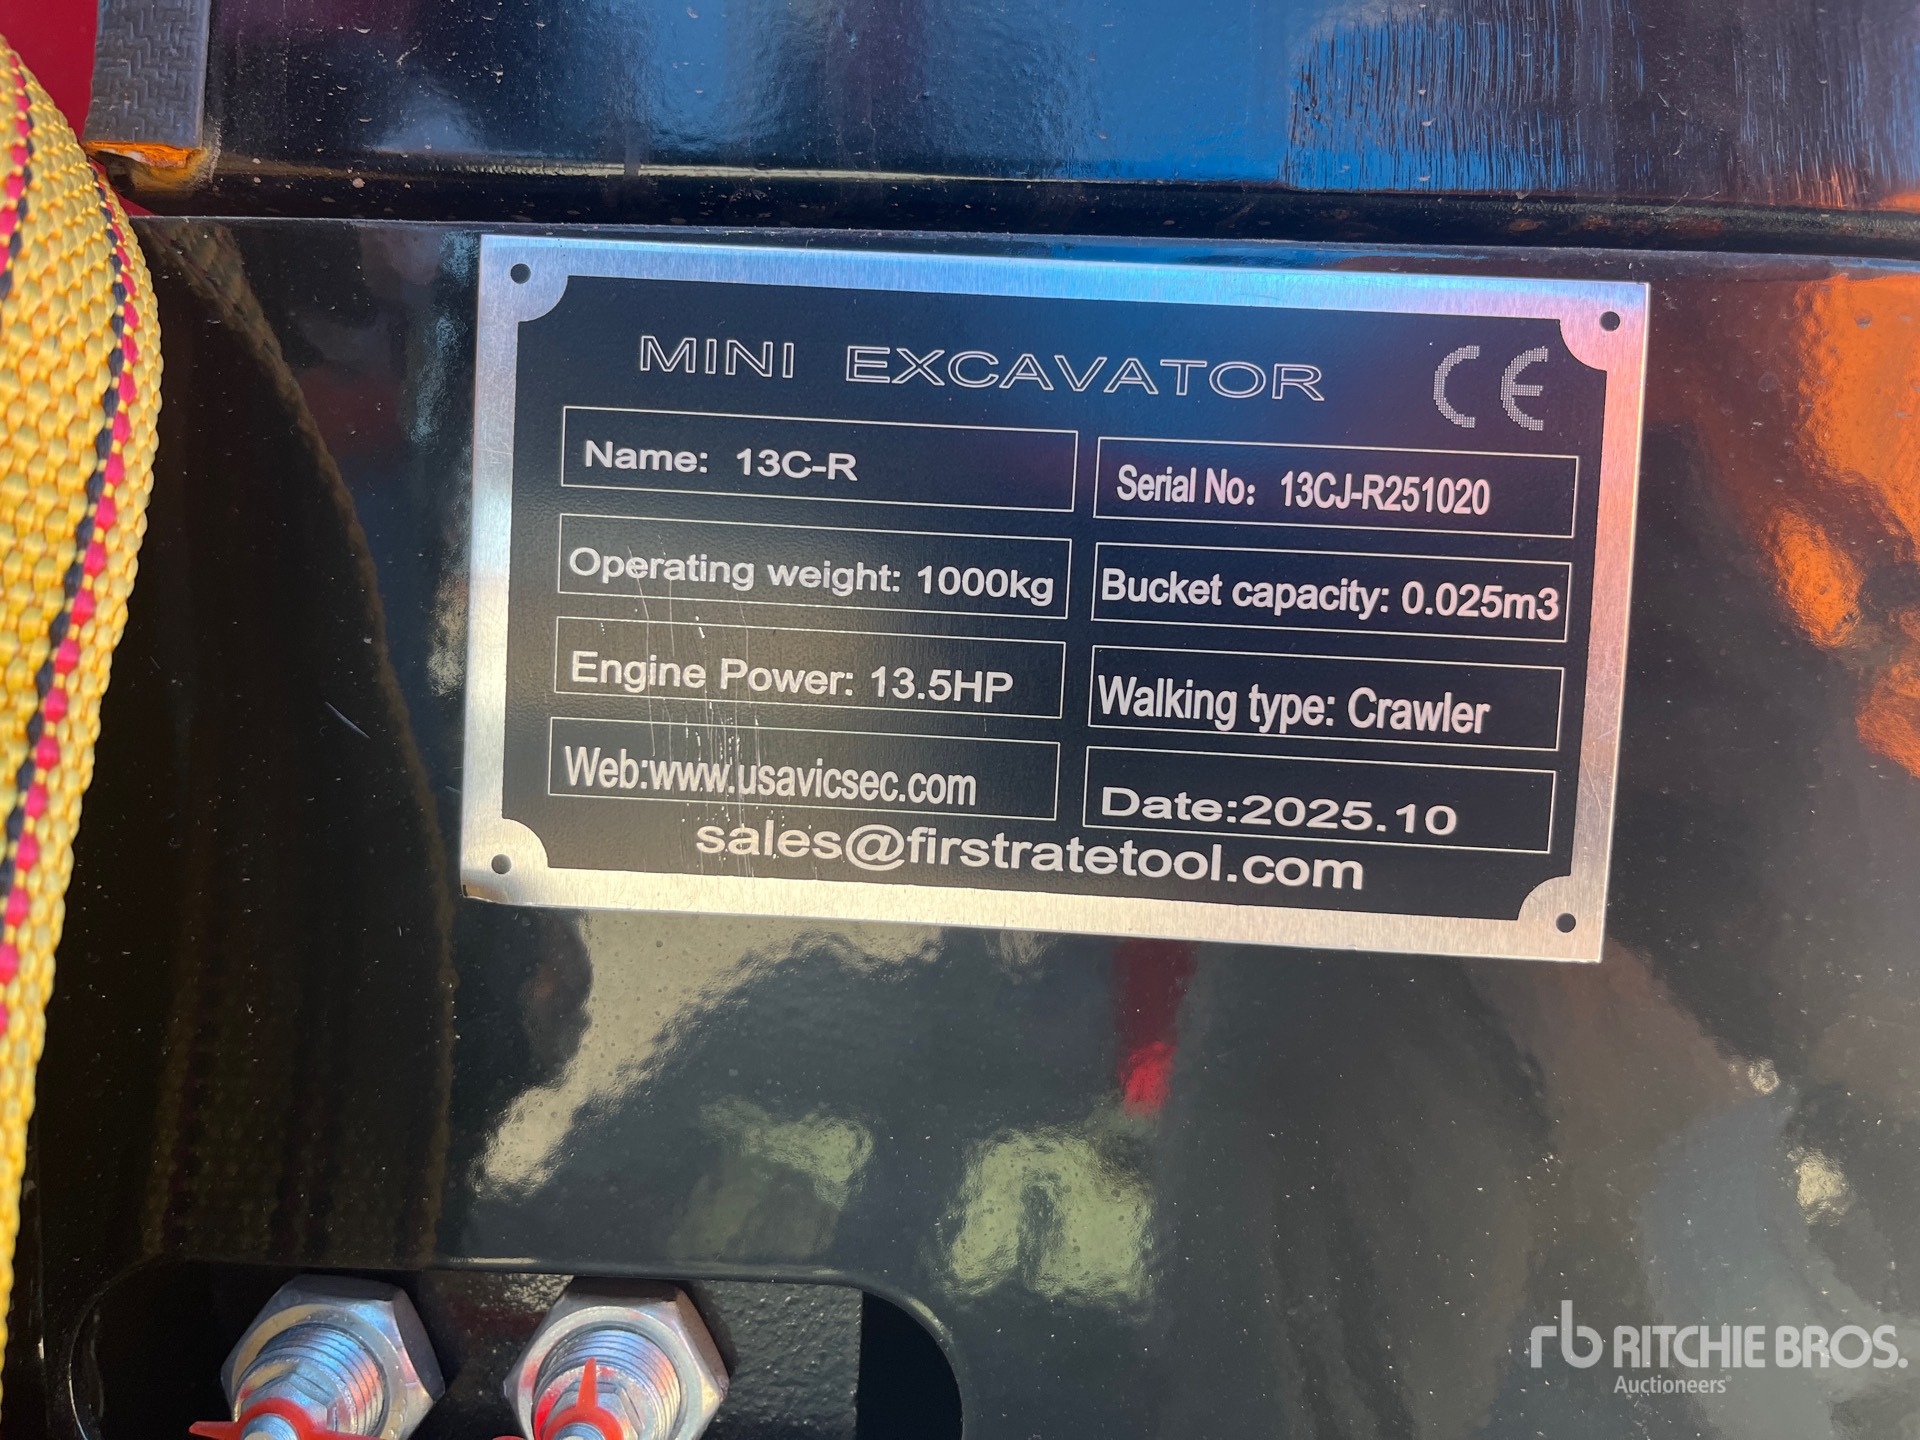 MINI EXCAVATOR CE
Name: 13C-R
Serial No: 13CJ-R251020
Operating weight: 1000kg
Bucket capacity: 0.025m3
Engine Power: 13.5HP
Walking type: Crawler
Web:www.usavicsec.com
Date:2025.10
sales@firstratetool.com
rb RITCHIE BROS.
Auctioneers